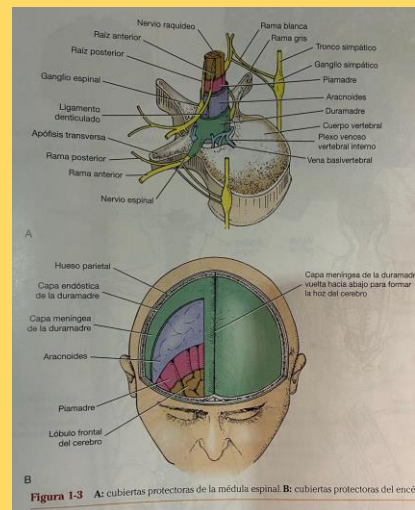 Nervio raquídeo
Raíz anterior
Raíz posterior
Ganglio espinal
Ligamento
denticulado
Apófisis transversa
Rama posterior
Rama anterior
Nervio espinal
Rama blanca
Rama gris
Tronco simpático
Ganglio simpático
Piamadre
Aracnoides
Duramadre
Cuerpo vertebral
Plexo venoso
vertebral interno
Vena basivertebral
A
Hueso parietal
Capa endóstica
de la duramadre
Capa meníngea
de la duramadre
Aracnoides
Piamadre
Lóbulo frontal
del cerebro
Capa meníngea de la duramadr
vuelta hacia abajo para formar
la hoz del cerebro
B
Figura 1-3 A: cubiertas protectoras de la médula espinal. B: cubiertas protectoras del encé